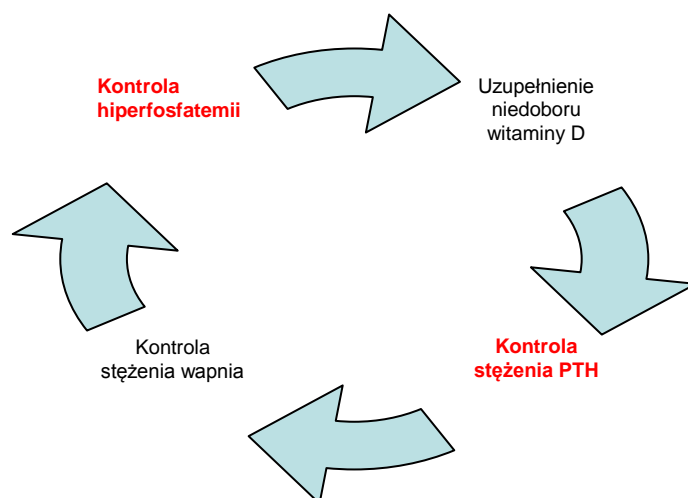 Kontrola
hiperfosfatemii
Uzupełnienie
niedoboru
witaminy D
Kontrola
stężenia PTH
Kontrola
stężenia wapnia